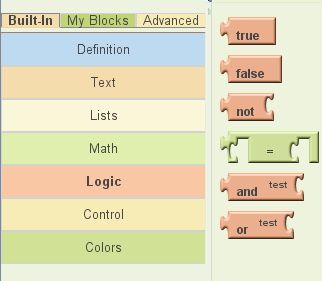 Built-In My Blocks Advanced
Definition
Text
Lists
Math
Logic
Control
Colors
true
false
not
=
and test
or test